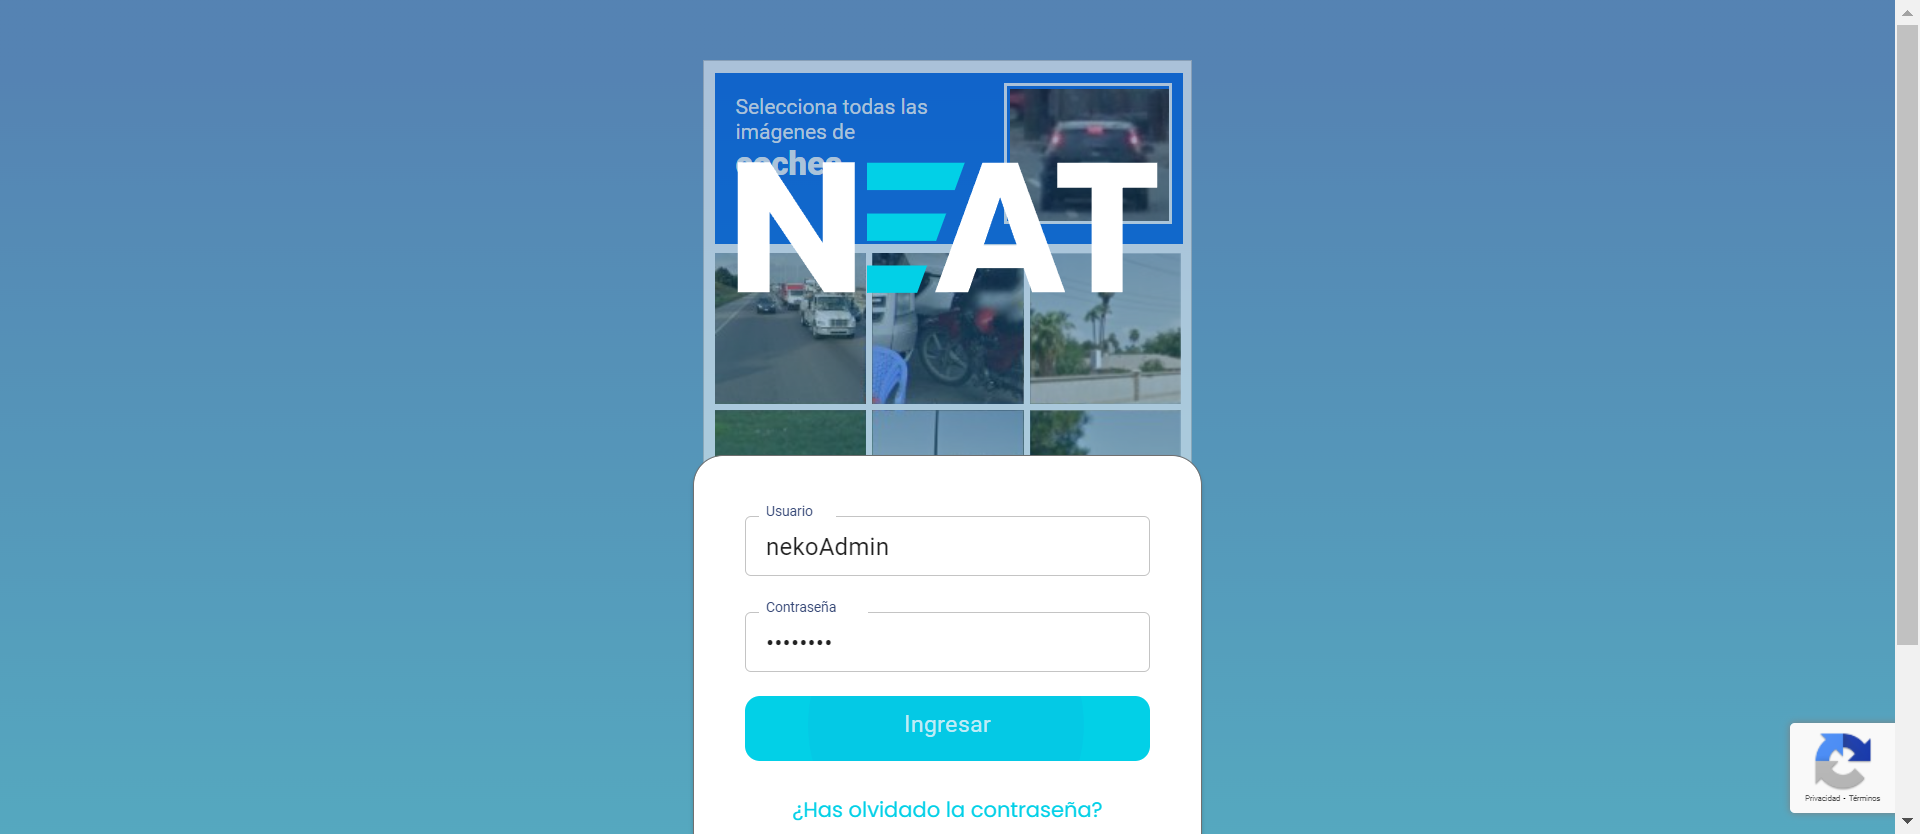 Selecciona todas las
imágenes de
coches
NEAT
Usuario
nekoAdmin
Contraseña
••••••••
Ingresar
¿Has olvidado la contraseña?
Privacidad - Términos